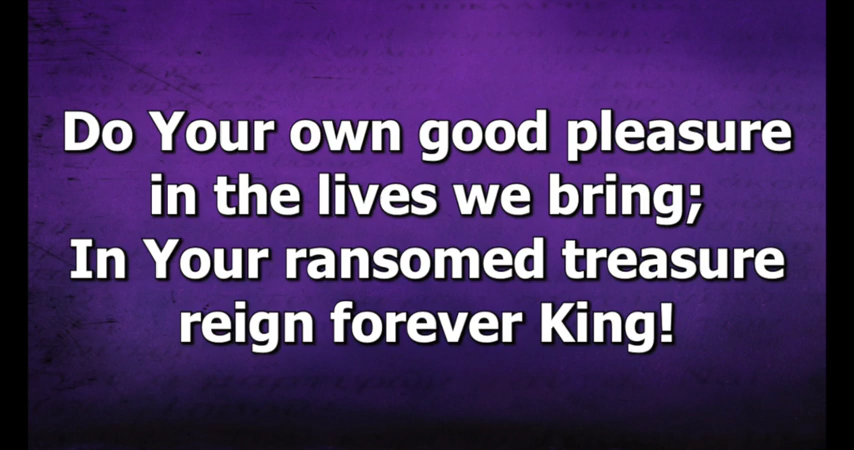 Do Your own good pleasure
in the lives we bring;
In Your ransomed treasure
reign forever King!